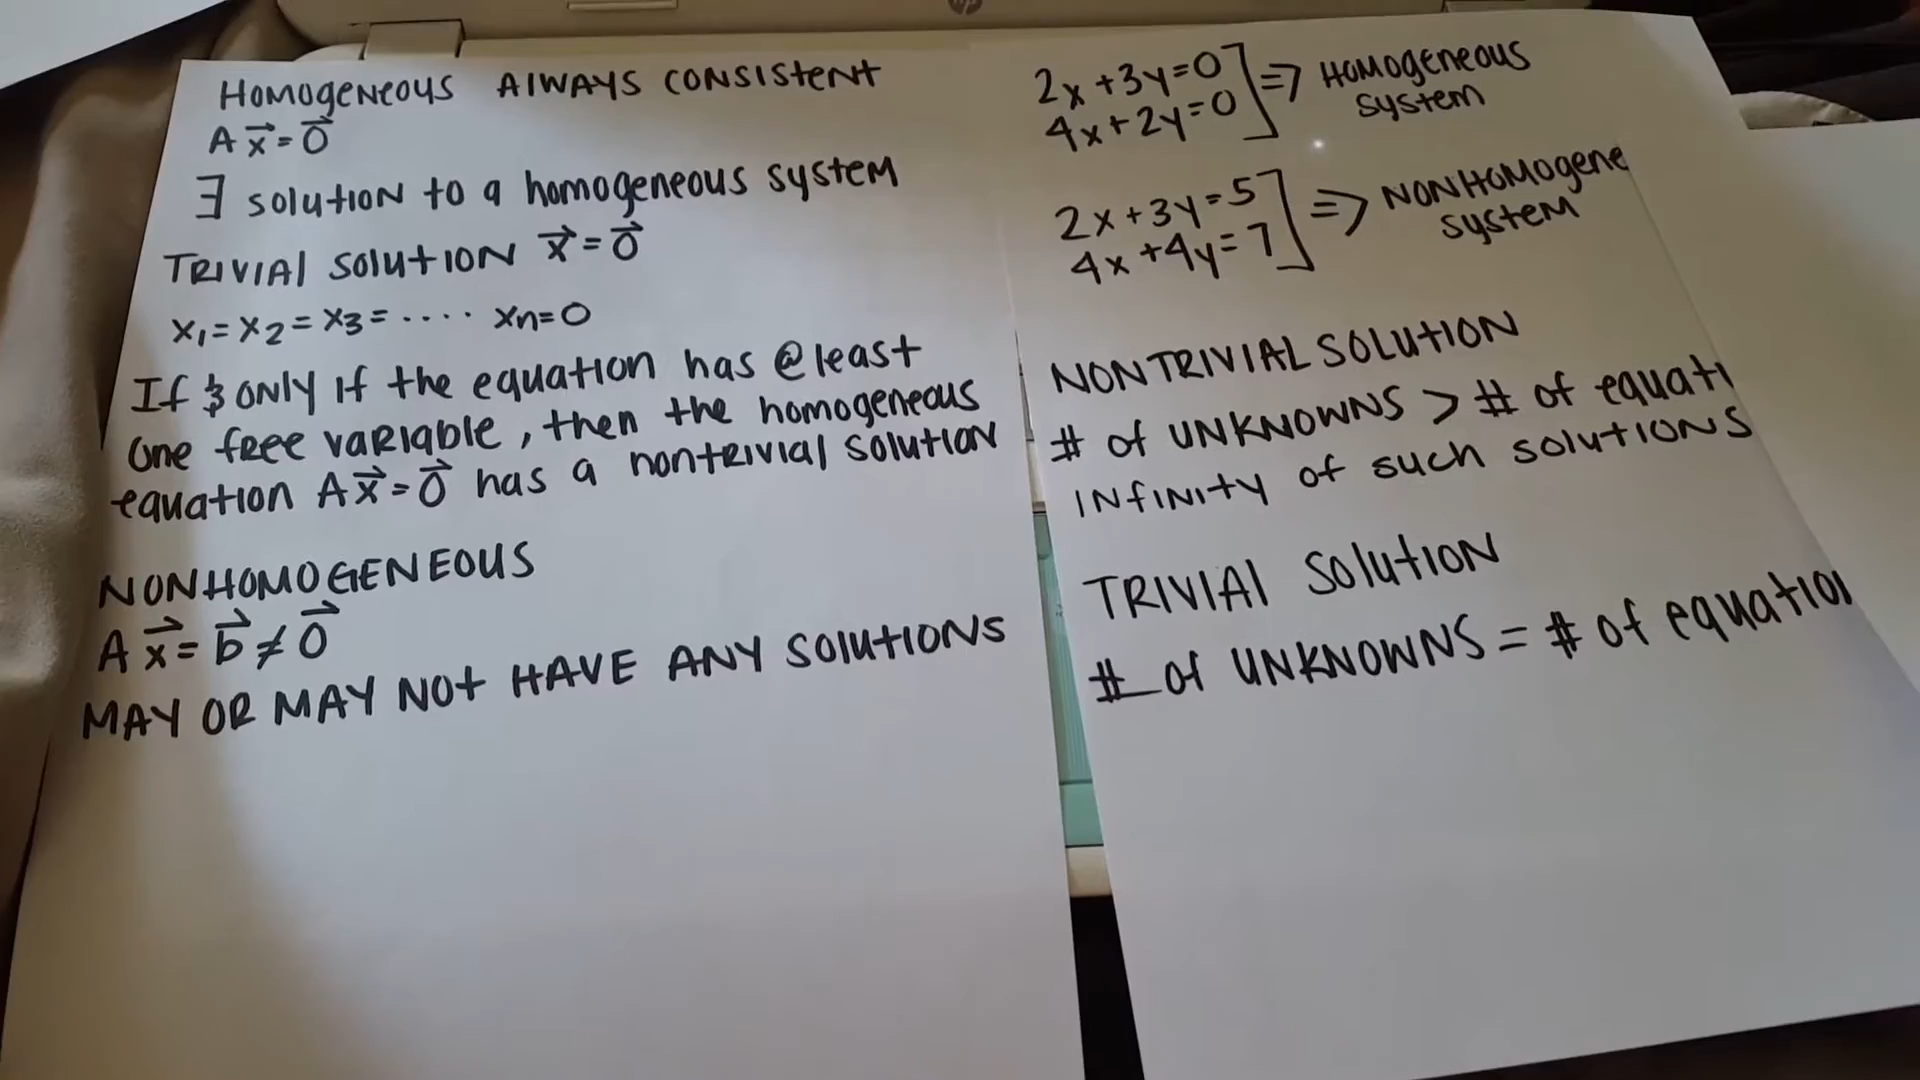 HOMOGENEOUS AlWAYS CONSISTENT
A x⃗ = 0⃗
∃ solution to a homogeneous system
TRIVIAl SOlUTION x⃗ = 0⃗
x₁ = x₂ = x₃ = .... xn = 0
If & ONly If the equation has @least
One free variable, then the homogeneous
equation A x⃗ = 0⃗ has a nontrivial solution
NONHOMOGENEOUS
A x⃗ = b⃗ ≠ 0⃗
MAY OR MAY NOt HAVE ANY SOlUtIONS
2x + 3y = 0 ] => HOMOgeneous
4x + 2y = 0 system
2x + 3y = 5 ] => NONHOMOgene
4x + 4y = 7 system
NONTRIVIAL SOLUTION
# of UNKNOWNS > # of equati
INfINIty of such solutIONS
TRIVIAl SOlutION
# of UNKNOWNS = # of equation